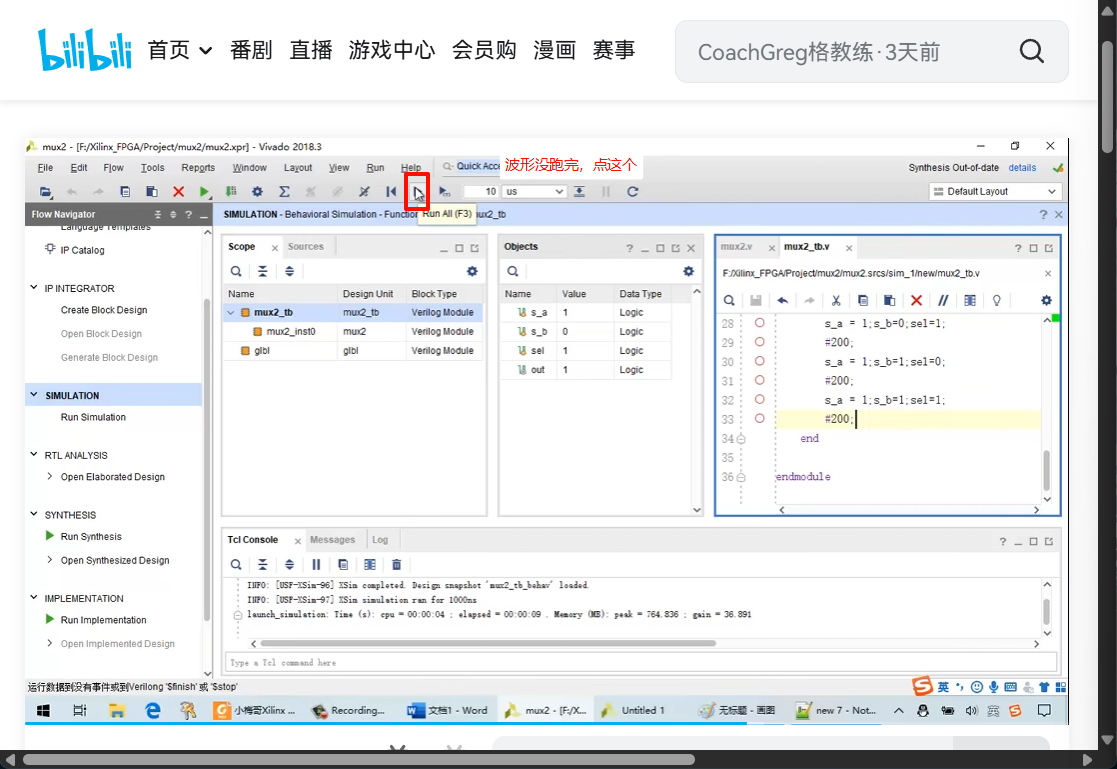 bilibili 首页 番剧 直播 游戏中心 会员购 漫画 赛事 CoachGreg格教练·3天前
mux2 - [F:/Xilinx_FPGA/Project/mux2/mux2.xpr] - Vivado 2018.3
File Edit Flow Tools Reports Window Layout View Run Help Quick Acce 波形没跑完，点这个 Synthesis Out-of-date details
10 us Default Layout
Run All (F3)
Flow Navigator
SIMULATION - Behavioral Simulation - Function mux2_tb
Language Templates
IP Catalog
IP INTEGRATOR
Create Block Design
Open Block Design
Generate Block Design
SIMULATION
Run Simulation
RTL ANALYSIS
Open Elaborated Design
SYNTHESIS
Run Synthesis
Open Synthesized Design
IMPLEMENTATION
Run Implementation
Open Implemented Design
Scope Sources
Name Design Unit Block Type
mux2_tb mux2_tb Verilog Module
mux2_inst0 mux2 Verilog Module
glbl glbl Verilog Module
Objects
Name Value Data Type
s_a 1 Logic
s_b 0 Logic
sel 1 Logic
out 1 Logic
mux2.v mux2_tb.v
F:/Xilinx_FPGA/Project/mux2/mux2.srcs/sim_1/new/mux2_tb.v
28 s_a = 1;s_b=0;sel=1;
29 #200;
30 s_a = 1;s_b=1;sel=0;
31 #200;
32 s_a = 1;s_b=1;sel=1;
33 #200;
34 end
35
36 endmodule
Tcl Console Messages Log
INFO: [USF-XSim-96] XSim completed. Design snapshot 'mux2_tb_behav' loaded.
INFO: [USF-XSim-97] XSim simulation ran for 1000ns
launch_simulation: Time (s): cpu = 00:00:04 ; elapsed = 00:00:09 . Memory (MB): peak = 764.836 ; gain = 36.891
Type a Tcl command here
运行数据到没有事件或到Verilong '$finish' 或 '$stop'
英
小梅哥Xilinx ... Recording... 文档1 - Word mux2 - [F:/X... Untitled 1 无标题 - 画图 new 7 - Not... 英